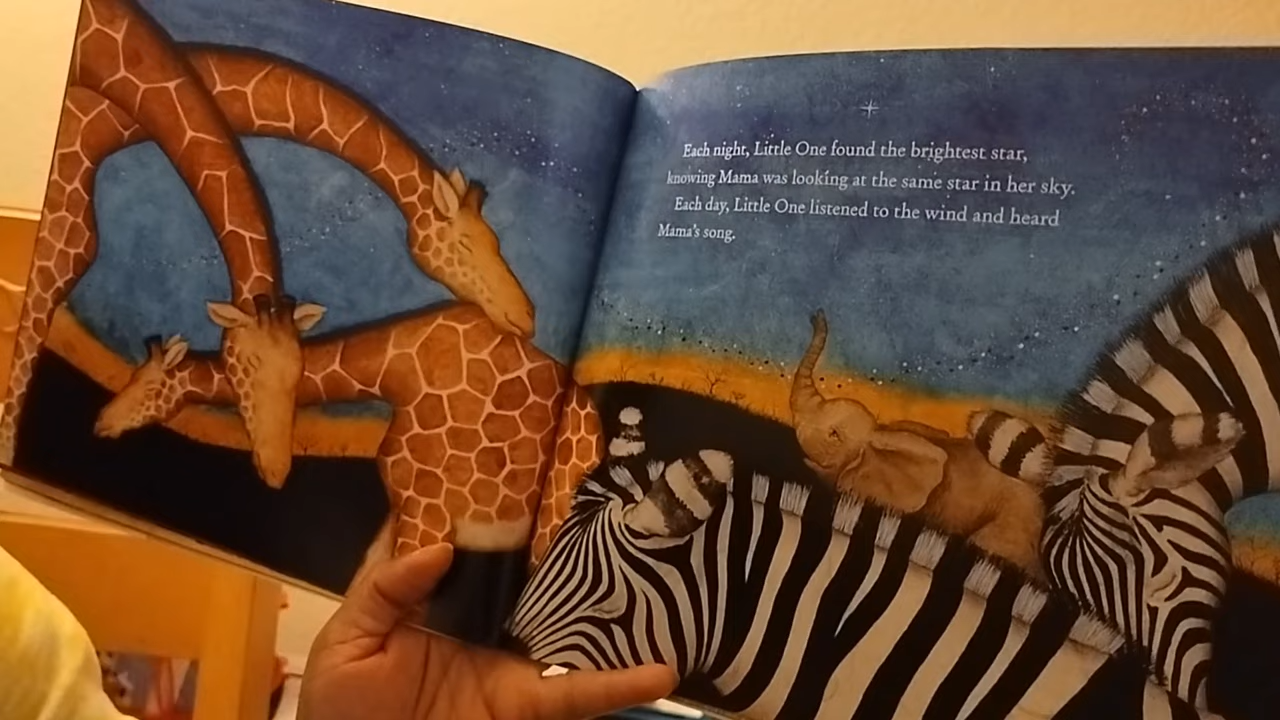 Each night, Little One found the brightest star,
knowing Mama was looking at the same star in her sky.
Each day, Little One listened to the wind and heard
Mama's song.